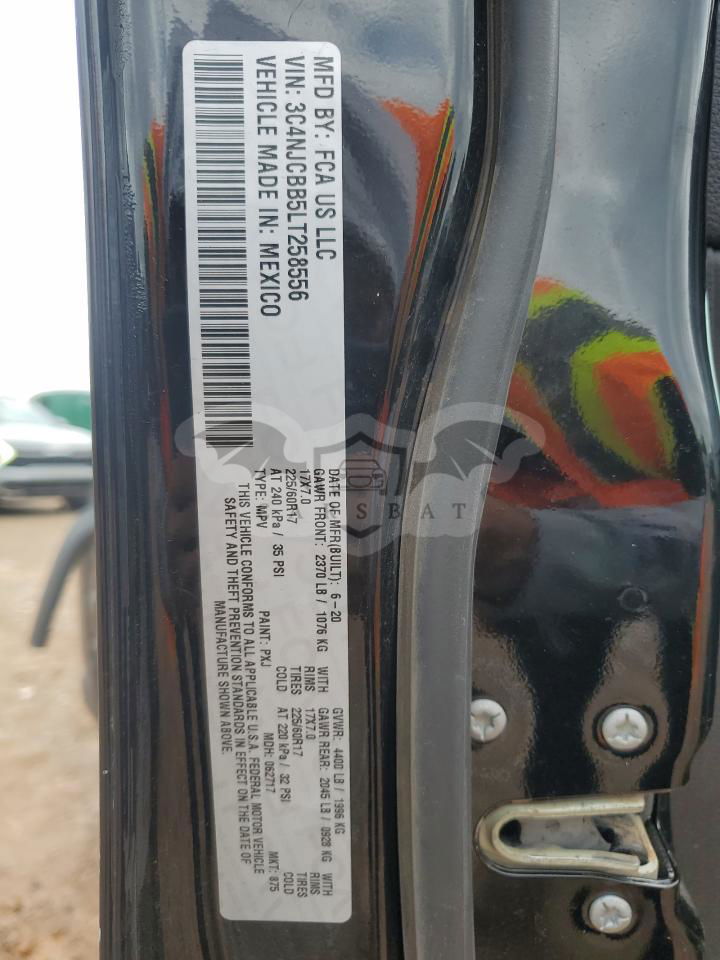 MFD BY: FCA US LLC
VIN: 3C4NJCBB5LT258556
VEHICLE MADE IN: MEXICO
DATE OF MFR(BUILT): 6-20 GVWR: 4400 LB / 1996 KG
GAWR FRONT: 2370 LB / 1076 KG WITH GAWR REAR: 2045 LB / 0928 KG WITH
17X7.0 RIMS 17X7.0 RIMS
225/60R17 TIRES 225/60R17 TIRES
AT 240 kPa / 35 PSI COLD AT 220 kPa / 32 PSI COLD
TYPE: MPV PAINT: PXJ MDH: 062717 MKT: 875
THIS VEHICLE CONFORMS TO ALL APPLICABLE U.S.A. FEDERAL MOTOR VEHICLE
SAFETY AND THEFT PREVENTION STANDARDS IN EFFECT ON THE DATE OF
MANUFACTURE SHOWN ABOVE.